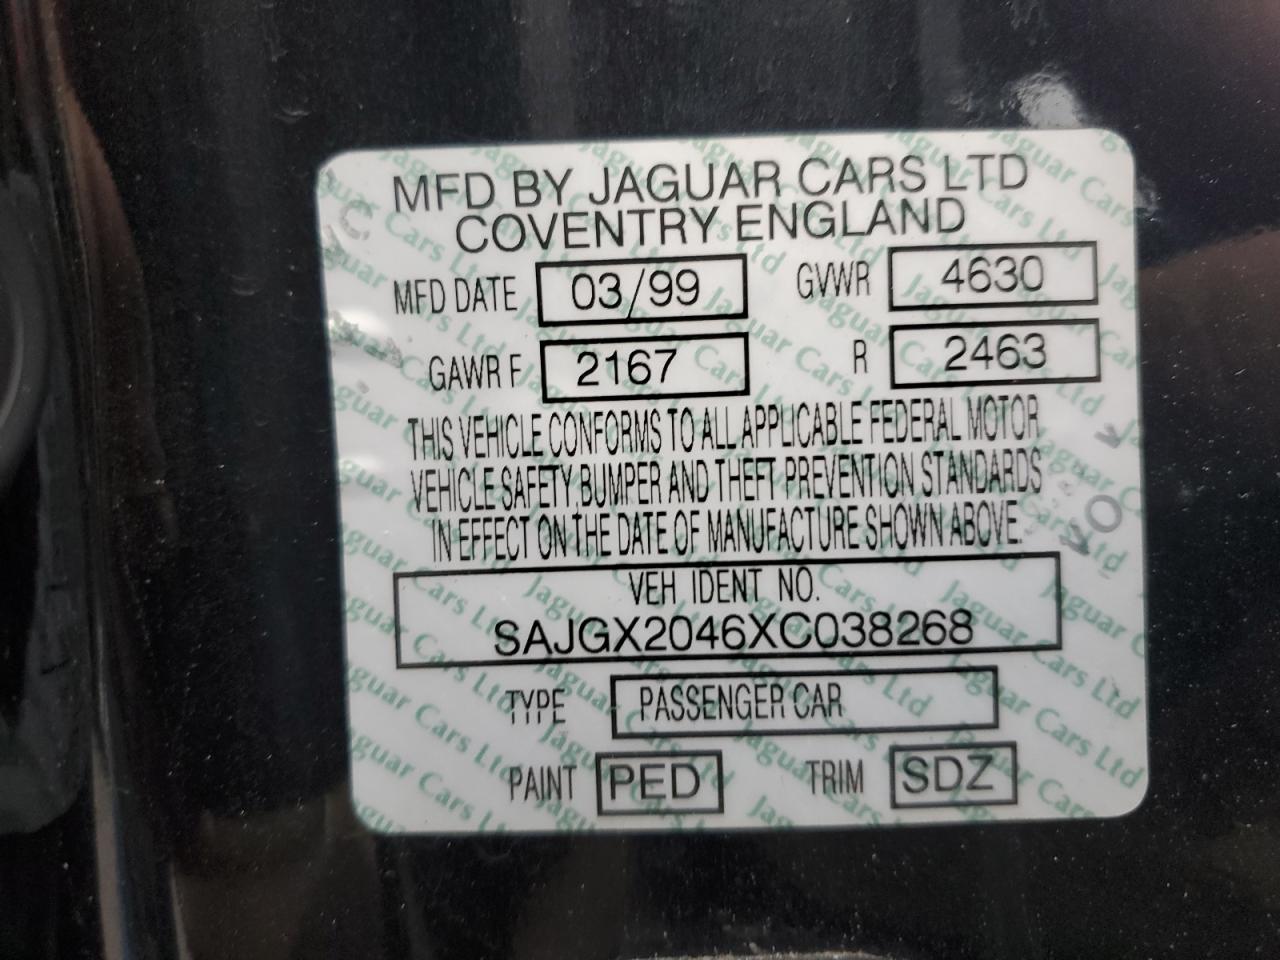 MFD BY JAGUAR CARS LTD
COVENTRY ENGLAND
MFD DATE 03/99 GVWR 4630
GAWR F 2167 R 2463
THIS VEHICLE CONFORMS TO ALL APPLICABLE FEDERAL MOTOR
VEHICLE SAFETY, BUMPER AND THEFT PREVENTION STANDARDS
IN EFFECT ON THE DATE OF MANUFACTURE SHOWN ABOVE.
VEH IDENT NO.
SAJGX2046XC038268
TYPE PASSENGER CAR
PAINT PED TRIM SDZ